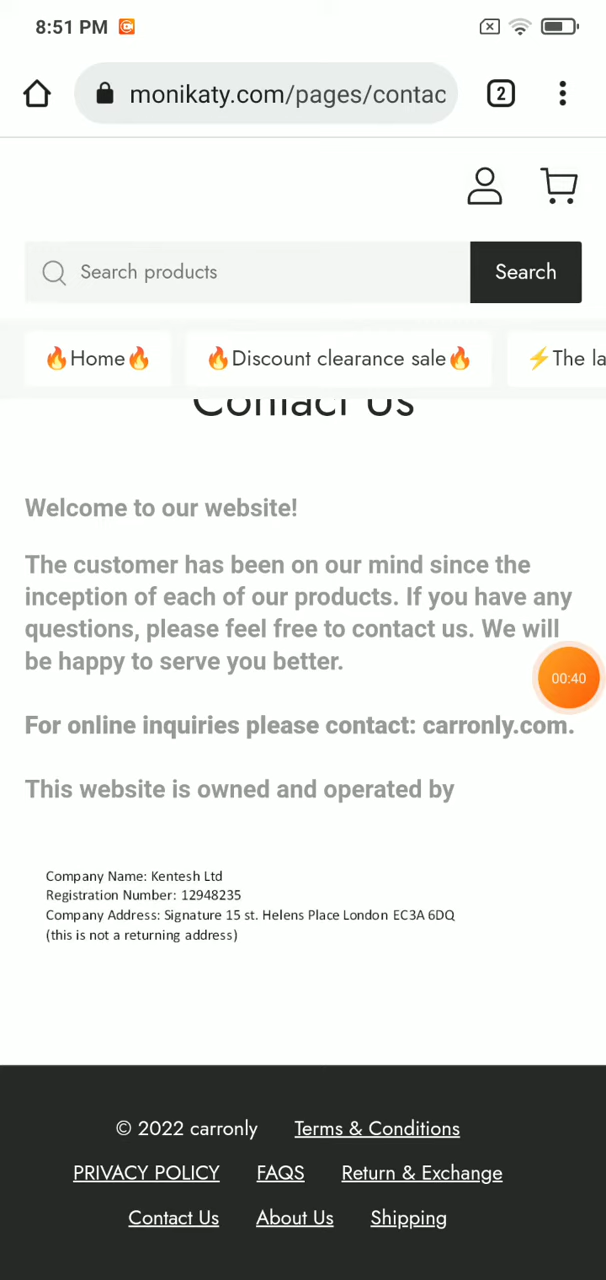 8:51 PM
monikaty.com/pages/contac
2
Search products
Search
🔥Home🔥
🔥Discount clearance sale🔥
⚡The la
Contact Us
Welcome to our website!
The customer has been on our mind since the
inception of each of our products. If you have any
questions, please feel free to contact us. We will
be happy to serve you better.
00:40
For online inquiries please contact: carronly.com.
This website is owned and operated by
Company Name: Kentesh Ltd
Registration Number: 12948235
Company Address: Signature 15 st. Helens Place London EC3A 6DQ
(this is not a returning address)
© 2022 carronly Terms & Conditions
PRIVACY POLICY FAQS Return & Exchange
Contact Us About Us Shipping